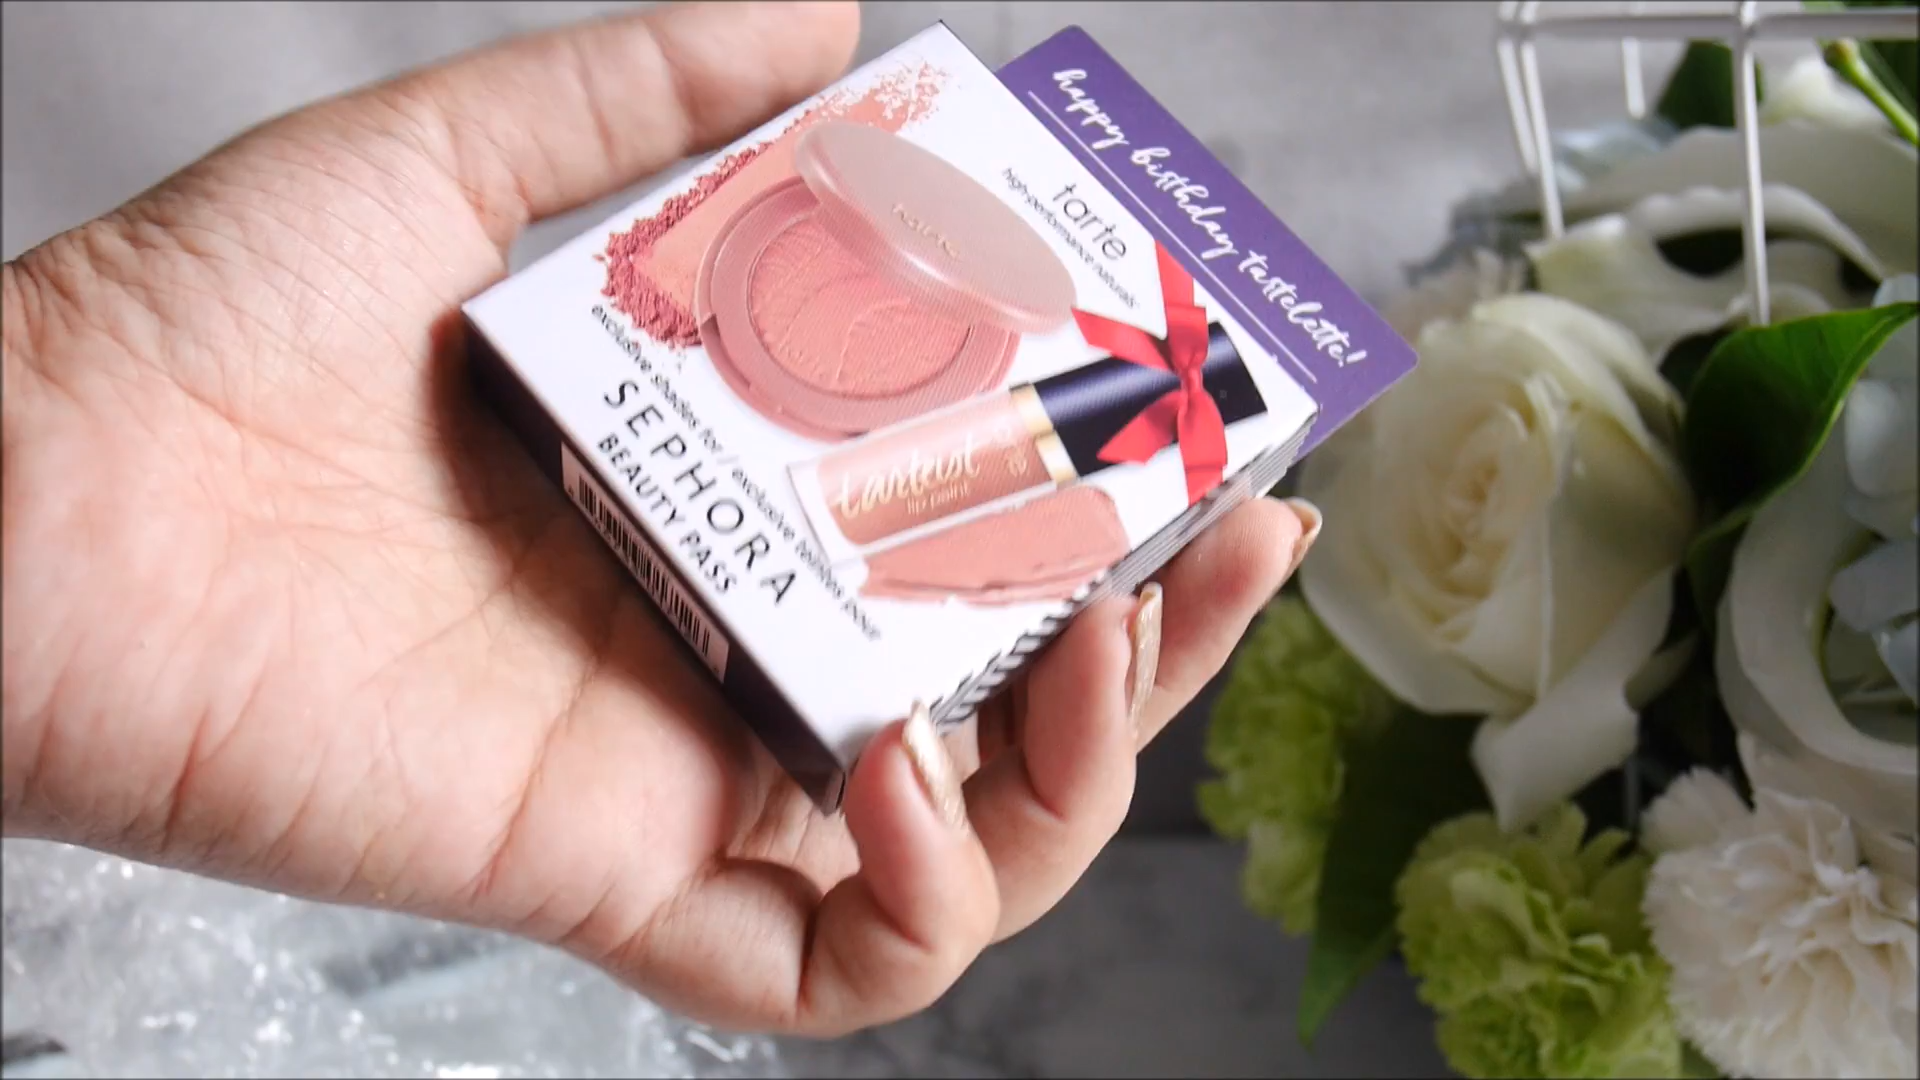 happy birthday tartelette!
tarte
high-performance naturals
tarteist
lip paint
exclusive shades for / exclusive teintes pour
SEPHORA
BEAUTY PASS